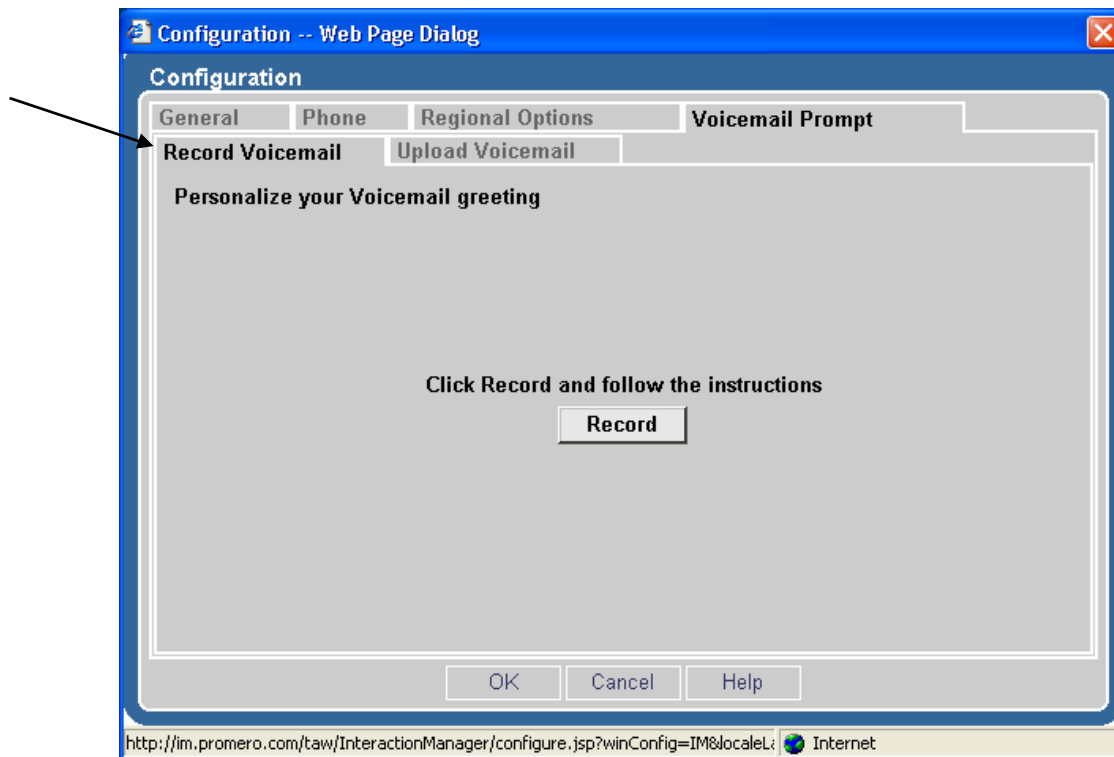 Configuration -- Web Page Dialog
Configuration
General Phone Regional Options Voicemail Prompt
Record Voicemail Upload Voicemail
Personalize your Voicemail greeting
Click Record and follow the instructions
Record
OK Cancel Help
http://im.promero.com/taw/InteractionManager/configure.jsp?winConfig=IM&localeL Internet